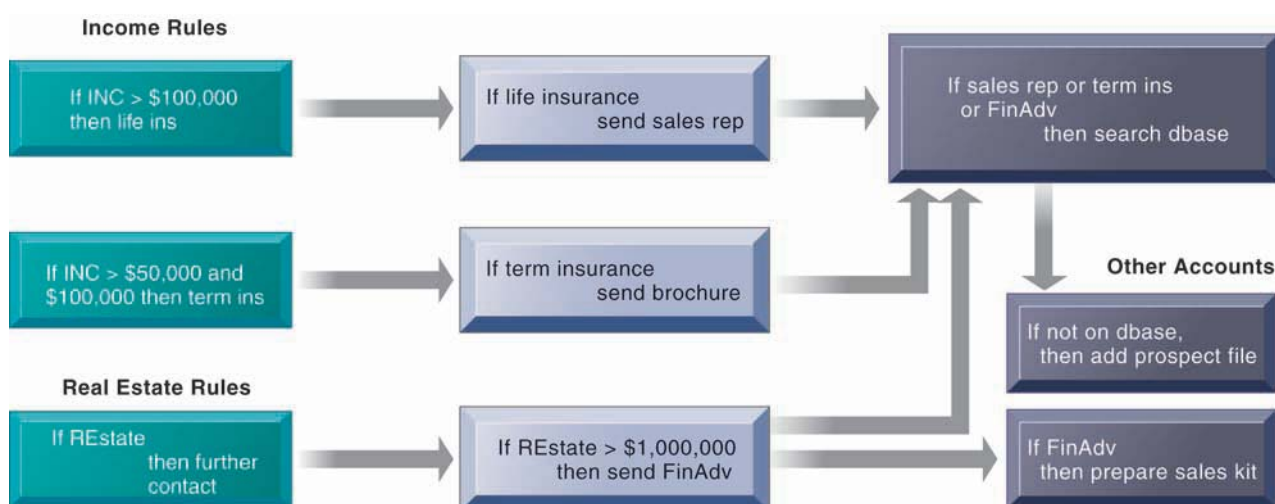 Income Rules
If INC > $100,000
then life ins
If life insurance
send sales rep
If sales rep or term ins
or FinAdv
then search dbase
If INC > $50,000 and
$100,000 then term ins
If term insurance
send brochure
Other Accounts
If not on dbase,
then add prospect file
Real Estate Rules
If REstate
then further
contact
If REstate > $1,000,000
then send FinAdv
If FinAdv
then prepare sales kit